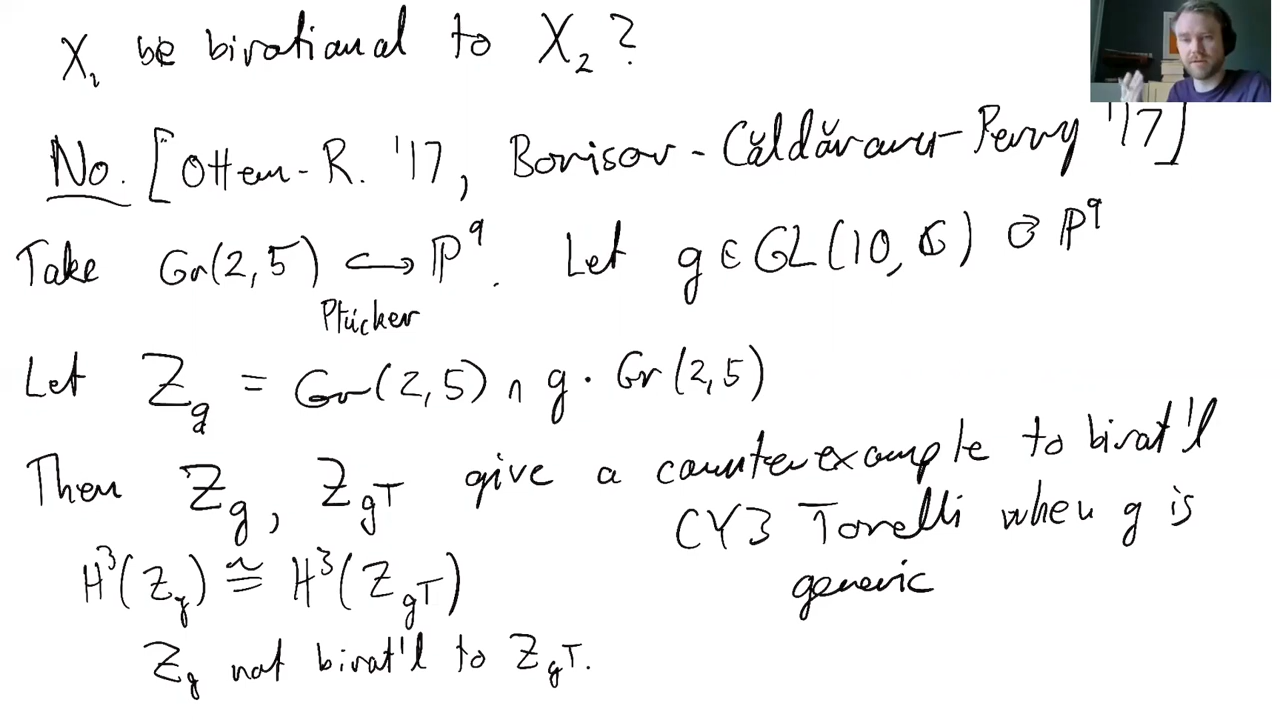 X₁ be birational to X₂?
No. [Ottem - R. '17, Borisov - Căldăraru - Perry '17]
Take Gr(2,5) ↪ ℙ⁹. Let g ∈ GL(10, ℂ) ↻ ℙ⁹
Plücker
Let Z_g = Gr(2,5) ∩ g · Gr(2,5)
Then Z_g, Z_{g^T} give a counterexample to birat'l
CY3 Torelli when g is
generic
H³(Z_g) ≅ H³(Z_{g^T})
Z_g not birat'l to Z_{g^T}.